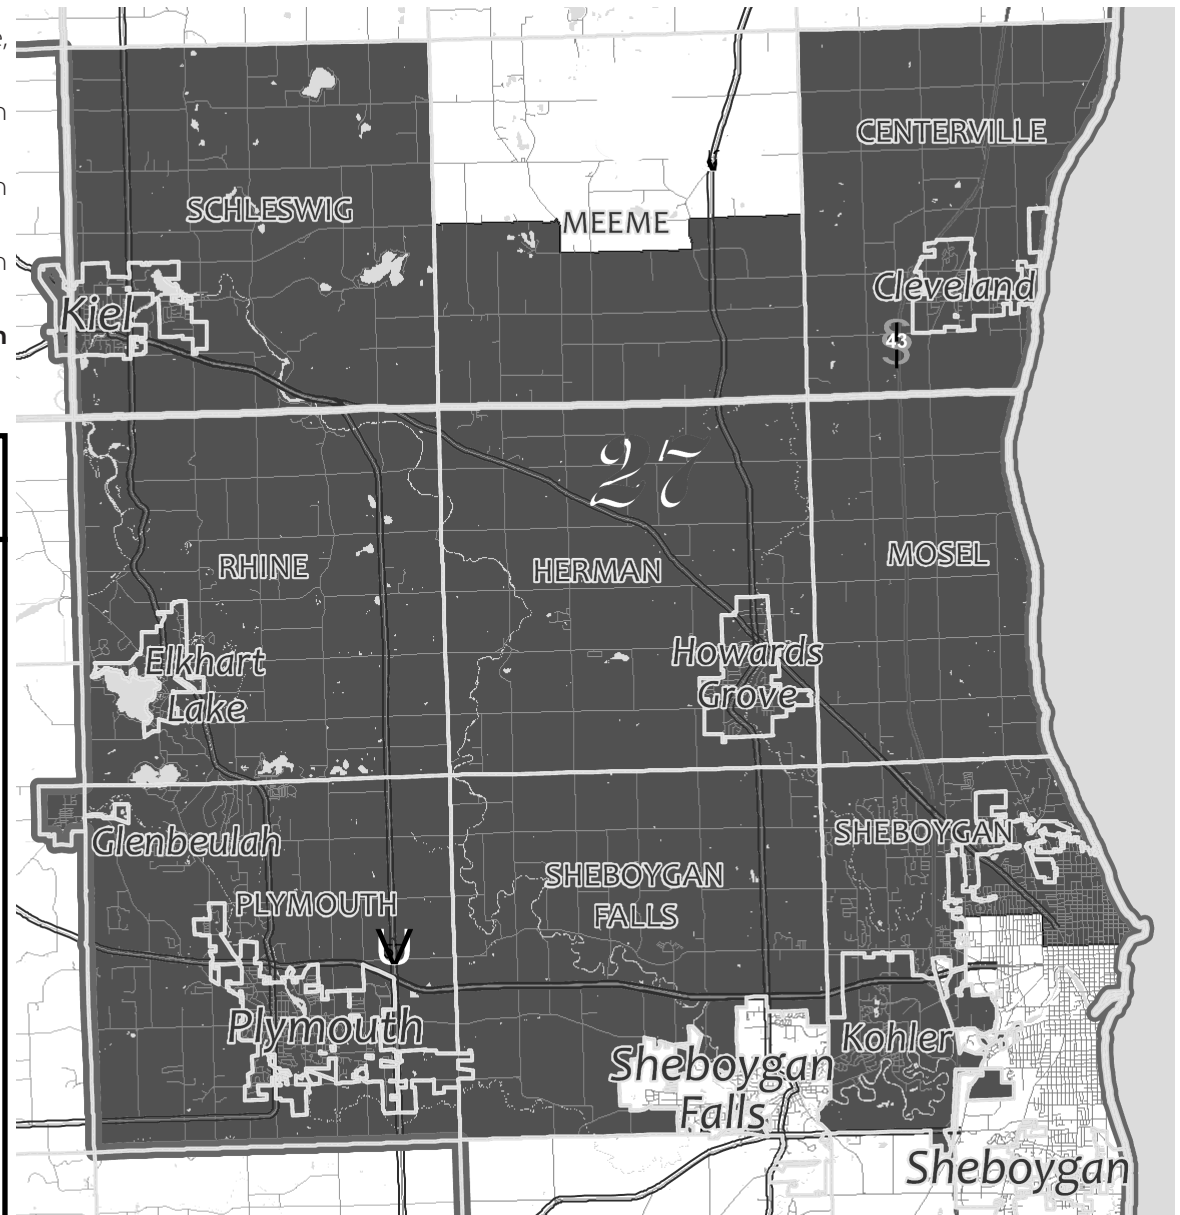 e,
n
n
n
n
CENTERVILLE
SCHLESWIG
MEEME
Cleveland
Kiel
43
27
RHINE
HERMAN
MOSEL
Elkhart
Lake
Howards
Grove
Glenbeulah
SHEBOYGAN
SHEBOYGAN
FALLS
PLYMOUTH
Plymouth
Kohler
Sheboygan
Falls
Sheboygan